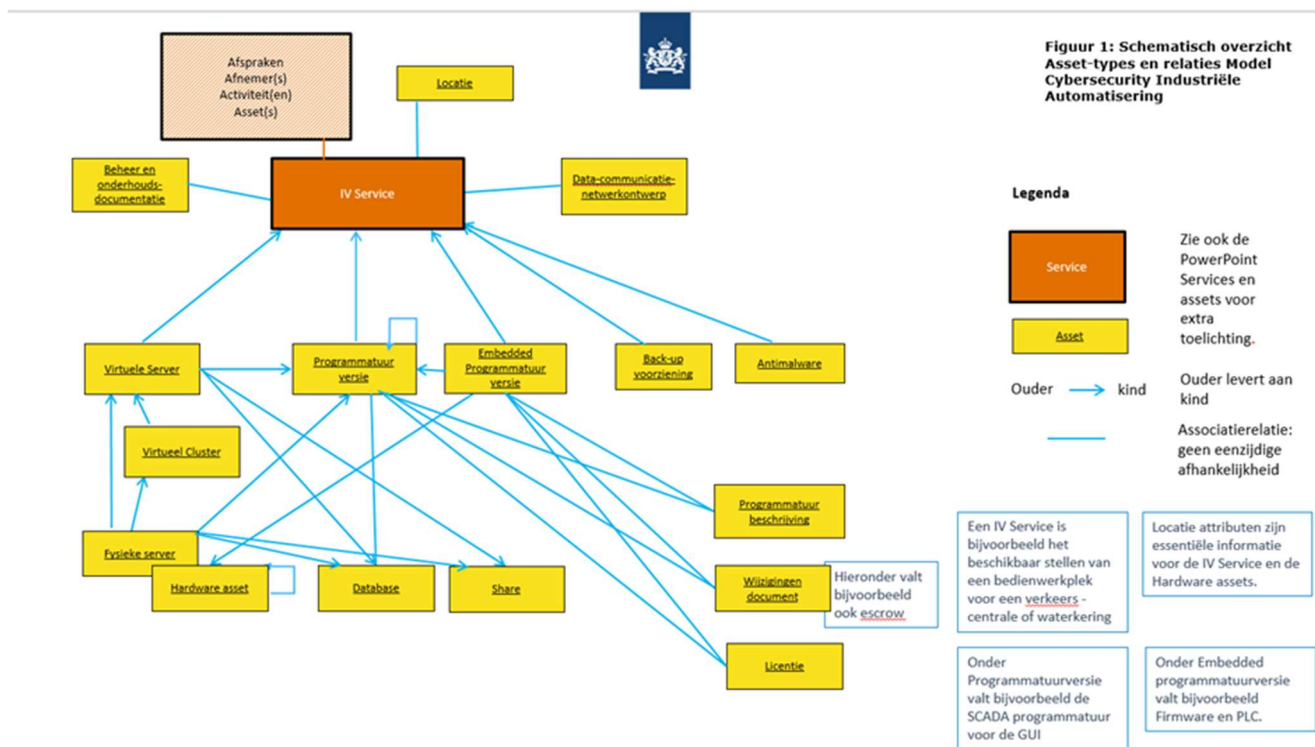 Figuur 1: Schematisch overzicht
Asset-types en relaties Model
Cybersecurity Industriële
Automatisering
Afspraken
Afnemer(s)
Activiteit(en)
Asset(s)
Locatie
Beheer en
onderhouds-
documentatie
IV Service
Data-communicatie-
netwerkontwerp
Legenda
Service
Zie ook de
PowerPoint
Services en
assets voor
extra
toelichting.
Asset
Ouder
kind
Ouder levert aan
kind
Associatierelatie:
geen eenzijdige
afhankelijkheid
Virtuele Server
Programmatuur
versie
Embedded
Programmatuur
versie
Back-up
voorziening
Antimalware
Virtueel Cluster
Fysieke server
Hardware asset
Database
Share
Programmatuur
beschrijving
Wijzigingen
document
Hieronder valt
bijvoorbeeld
ook escrow
Licentie
Een IV Service is
bijvoorbeeld het
beschikbaar stellen van
een bedienwerkplek
voor een verkeers -
centrale of waterkering
Locatie attributen zijn
essentiële informatie
voor de IV Service en de
Hardware assets.
Onder
Programmatuurversie
valt bijvoorbeeld de
SCADA programmatuur
voor de GUI
Onder Embedded
programmatuurversie
valt bijvoorbeeld
Firmware en PLC.